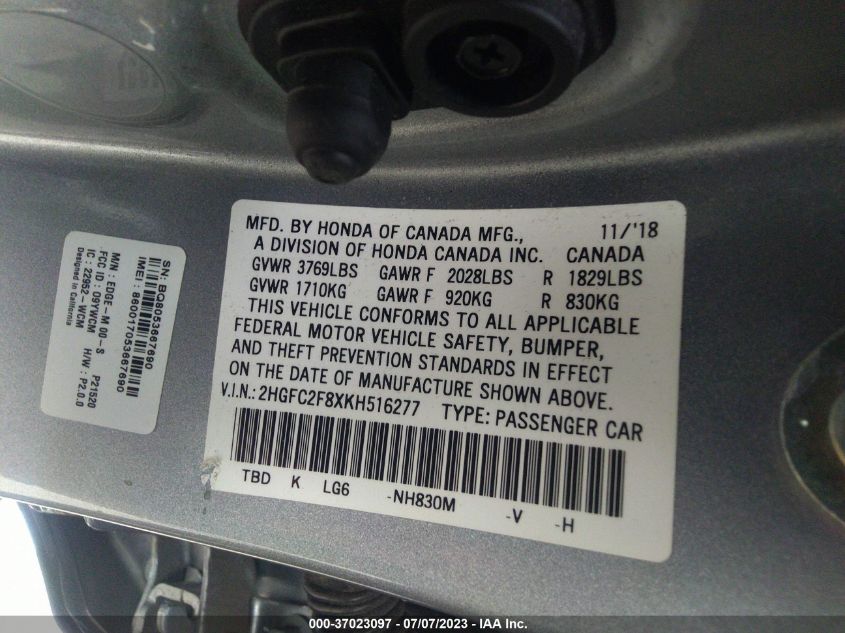 MFD. BY HONDA OF CANADA MFG., 11/'18
A DIVISION OF HONDA CANADA INC. CANADA
GVWR 3769LBS GAWR F 2028LBS R 1829LBS
GVWR 1710KG GAWR F 920KG R 830KG
THIS VEHICLE CONFORMS TO ALL APPLICABLE
FEDERAL MOTOR VEHICLE SAFETY, BUMPER,
AND THEFT PREVENTION STANDARDS IN EFFECT
ON THE DATE OF MANUFACTURE SHOWN ABOVE.
V.I.N.: 2HGFC2F8XKH516277 TYPE: PASSENGER CAR
TBD K LG6 -NH830M -V -H
SN: BQ8053667690
IMEI: 860017053667690
M/N: EDGE-M 00-S P21520
FCC ID: O9YWCM H/W: P2.0.0
IC: 22952-WCM
Designed in California
000-37023097 - 07/07/2023 - IAA Inc.